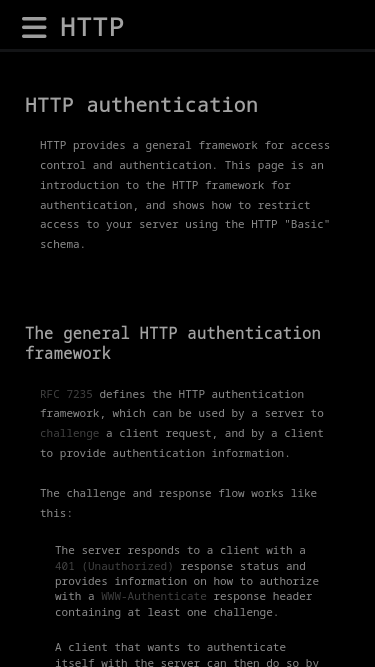 HTTP
HTTP authentication
HTTP provides a general framework for access
control and authentication. This page is an
introduction to the HTTP framework for
authentication, and shows how to restrict
access to your server using the HTTP "Basic"
schema.
The general HTTP authentication
framework
RFC 7235 defines the HTTP authentication
framework, which can be used by a server to
challenge a client request, and by a client
to provide authentication information.
The challenge and response flow works like
this:
The server responds to a client with a
401 (Unauthorized) response status and
provides information on how to authorize
with a WWW-Authenticate response header
containing at least one challenge.
A client that wants to authenticate
itself with the server can then do so by